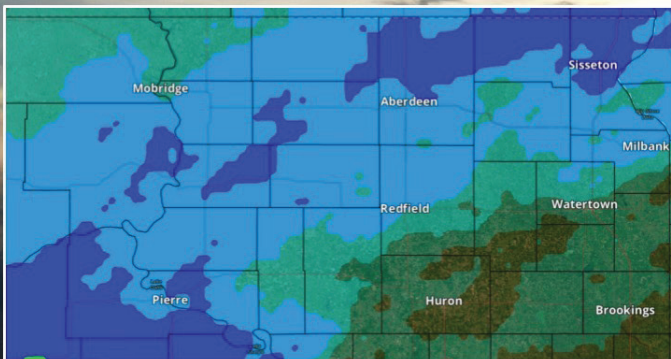 Sisseton
Mobridge
Aberdeen
Milbank
Redfield
Watertown
Pierre
Huron
Brookings